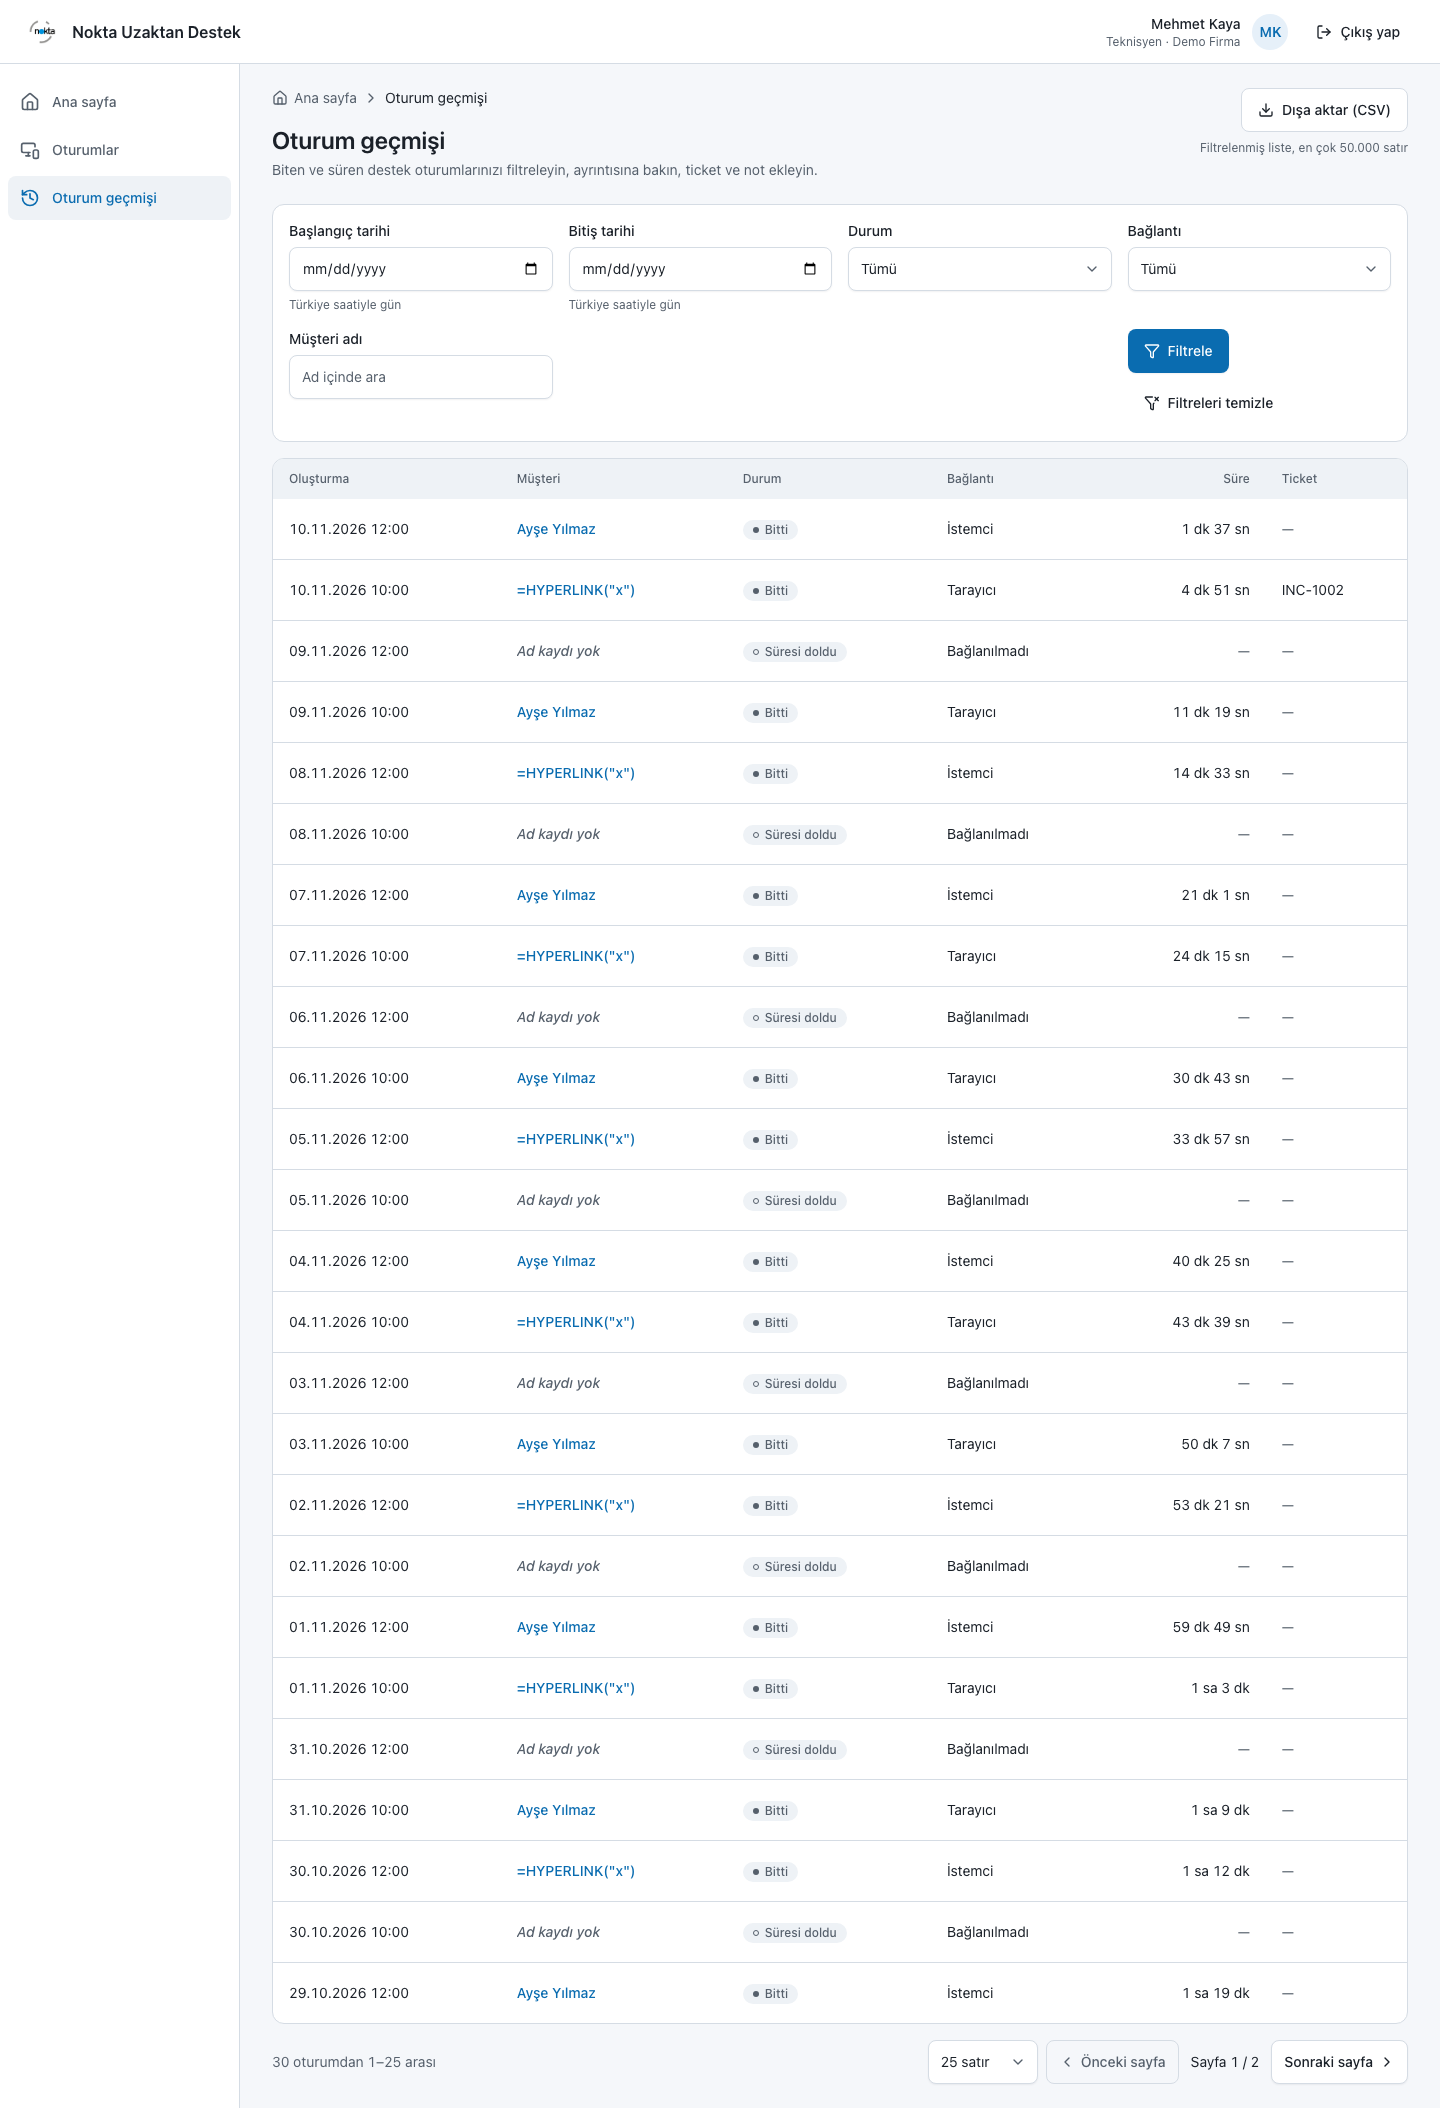 nokta
Nokta Uzaktan Destek
Mehmet Kaya
Teknisyen · Demo Firma
MK
Çıkış yap
Ana sayfa
Oturumlar
Oturum geçmişi
Ana sayfa > Oturum geçmişi
Dışa aktar (CSV)
Filtrelenmiş liste, en çok 50.000 satır
Oturum geçmişi
Biten ve süren destek oturumlarınızı filtreleyin, ayrıntısına bakın, ticket ve not ekleyin.
Başlangıç tarihi Bitiş tarihi Durum Bağlantı
mm/dd/yyyy mm/dd/yyyy Tümü Tümü
Türkiye saatiyle gün Türkiye saatiyle gün
Müşteri adı
Ad içinde ara
Filtrele
Filtreleri temizle
Oluşturma Müşteri Durum Bağlantı Süre Ticket
10.11.2026 12:00 Ayşe Yılmaz Bitti İstemci 1 dk 37 sn —
10.11.2026 10:00 =HYPERLINK("x") Bitti Tarayıcı 4 dk 51 sn INC-1002
09.11.2026 12:00 Ad kaydı yok Süresi doldu Bağlanılmadı — —
09.11.2026 10:00 Ayşe Yılmaz Bitti Tarayıcı 11 dk 19 sn —
08.11.2026 12:00 =HYPERLINK("x") Bitti İstemci 14 dk 33 sn —
08.11.2026 10:00 Ad kaydı yok Süresi doldu Bağlanılmadı — —
07.11.2026 12:00 Ayşe Yılmaz Bitti İstemci 21 dk 1 sn —
07.11.2026 10:00 =HYPERLINK("x") Bitti Tarayıcı 24 dk 15 sn —
06.11.2026 12:00 Ad kaydı yok Süresi doldu Bağlanılmadı — —
06.11.2026 10:00 Ayşe Yılmaz Bitti Tarayıcı 30 dk 43 sn —
05.11.2026 12:00 =HYPERLINK("x") Bitti İstemci 33 dk 57 sn —
05.11.2026 10:00 Ad kaydı yok Süresi doldu Bağlanılmadı — —
04.11.2026 12:00 Ayşe Yılmaz Bitti İstemci 40 dk 25 sn —
04.11.2026 10:00 =HYPERLINK("x") Bitti Tarayıcı 43 dk 39 sn —
03.11.2026 12:00 Ad kaydı yok Süresi doldu Bağlanılmadı — —
03.11.2026 10:00 Ayşe Yılmaz Bitti Tarayıcı 50 dk 7 sn —
02.11.2026 12:00 =HYPERLINK("x") Bitti İstemci 53 dk 21 sn —
02.11.2026 10:00 Ad kaydı yok Süresi doldu Bağlanılmadı — —
01.11.2026 12:00 Ayşe Yılmaz Bitti İstemci 59 dk 49 sn —
01.11.2026 10:00 =HYPERLINK("x") Bitti Tarayıcı 1 sa 3 dk —
31.10.2026 12:00 Ad kaydı yok Süresi doldu Bağlanılmadı — —
31.10.2026 10:00 Ayşe Yılmaz Bitti Tarayıcı 1 sa 9 dk —
30.10.2026 12:00 =HYPERLINK("x") Bitti İstemci 1 sa 12 dk —
30.10.2026 10:00 Ad kaydı yok Süresi doldu Bağlanılmadı — —
29.10.2026 12:00 Ayşe Yılmaz Bitti İstemci 1 sa 19 dk —
30 oturumdan 1–25 arası 25 satır Önceki sayfa Sayfa 1 / 2 Sonraki sayfa